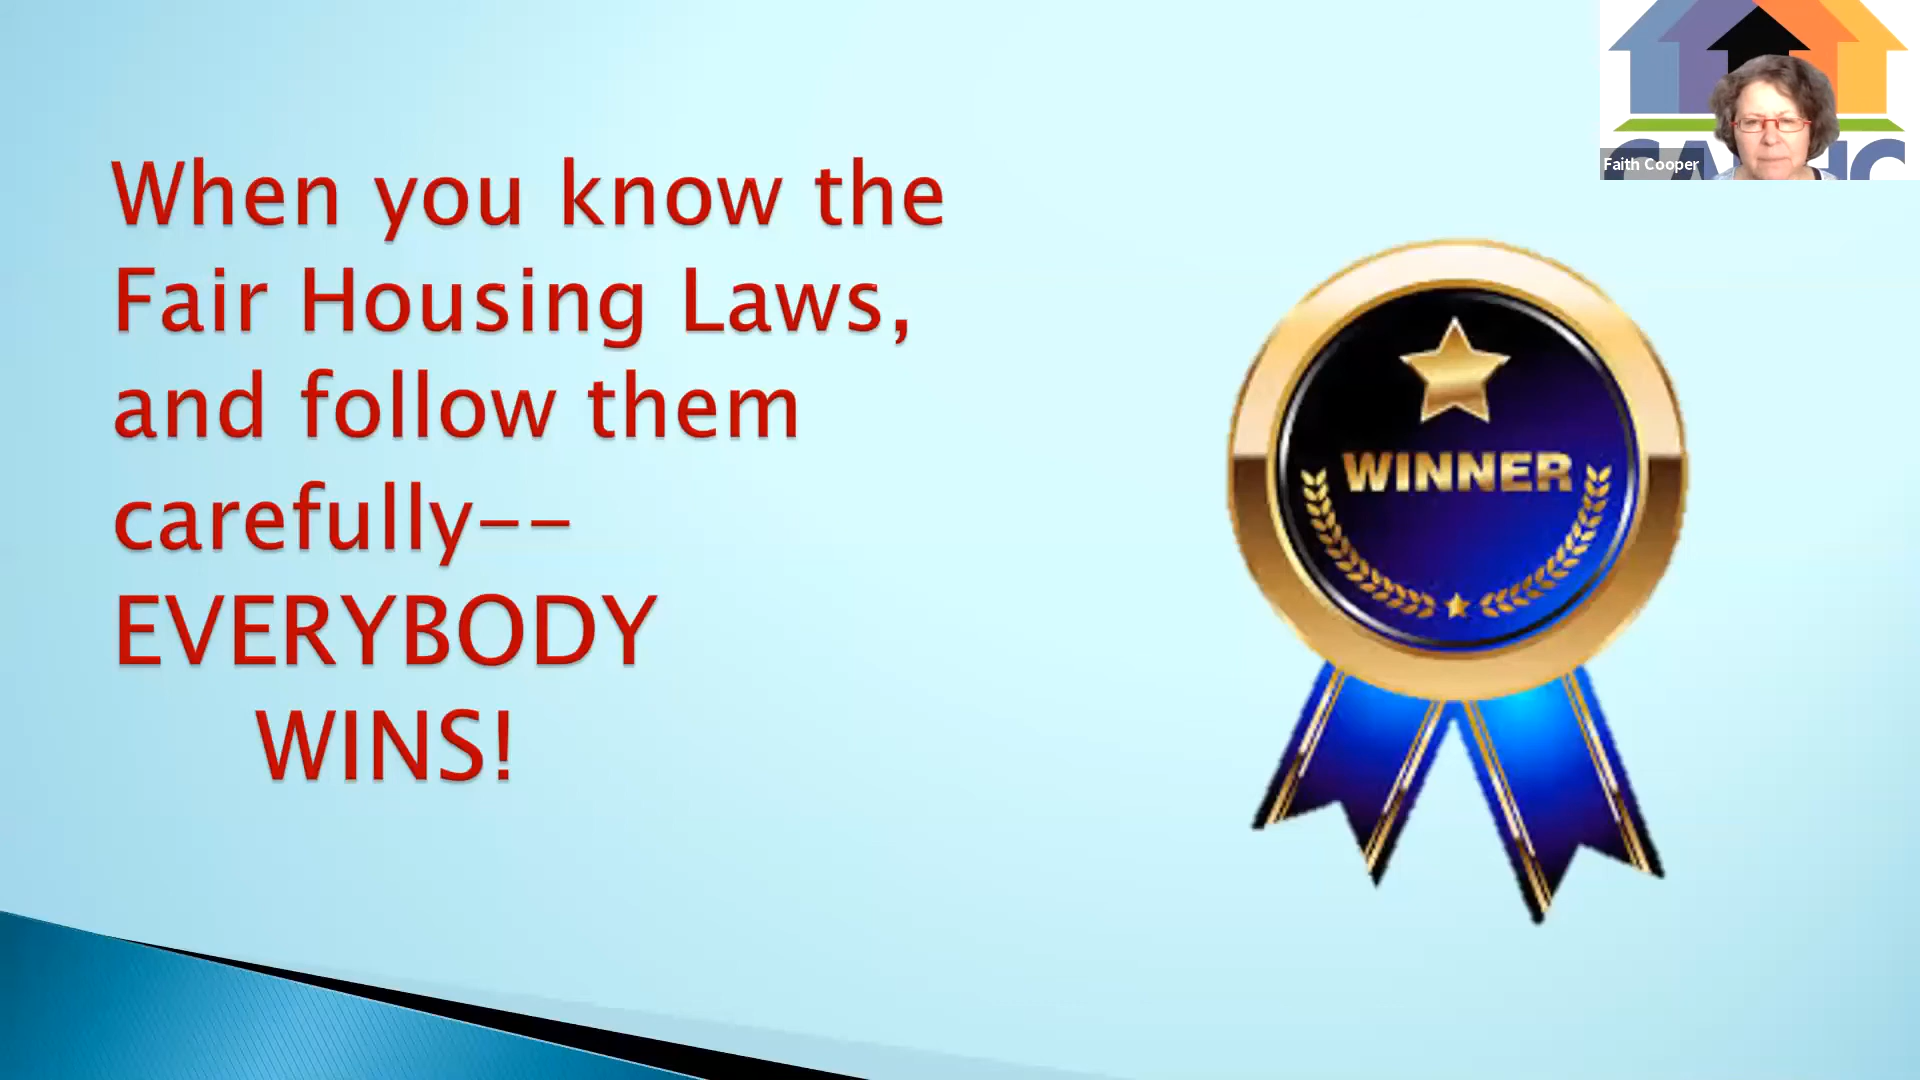 When you know the
Fair Housing Laws,
and follow them
carefully--
EVERYBODY
WINS!
WINNER
Faith Cooper